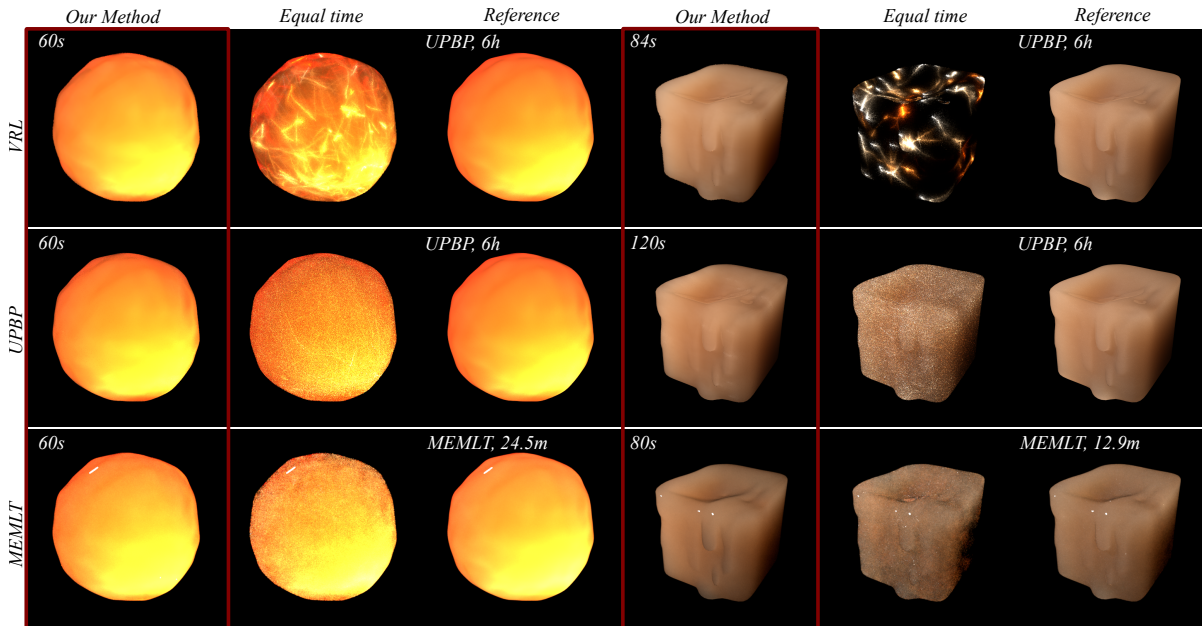 Our Method Equal time Reference Our Method Equal time Reference
VRL
60s UPBP, 6h 84s UPBP, 6h
UPBP
60s UPBP, 6h 120s UPBP, 6h
MEMLT
60s MEMLT, 24.5m 80s MEMLT, 12.9m